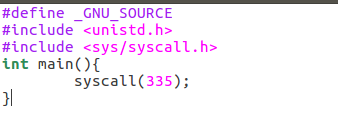 #define _GNU_SOURCE
#include <unistd.h>
#include <sys/syscall.h>
int main(){
        syscall(335);
}